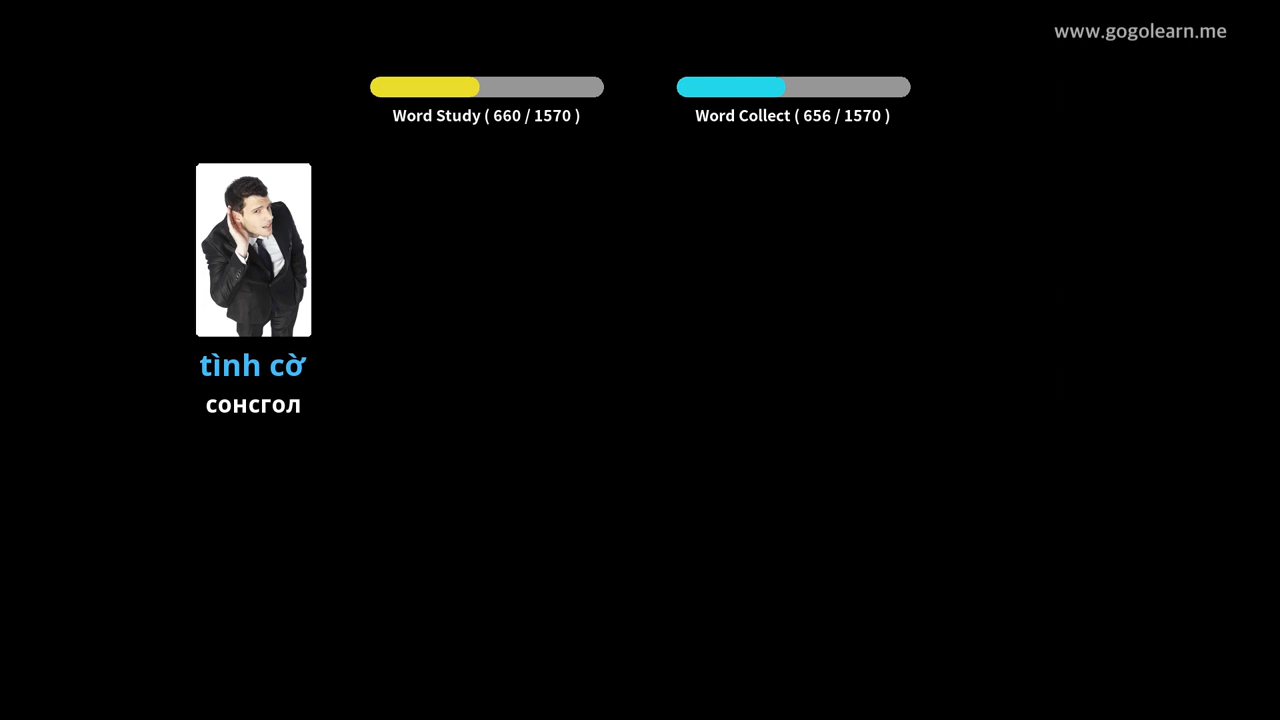 www.gogolearn.me
Word Study ( 660 / 1570 )
Word Collect ( 656 / 1570 )
tình cờ
сонсгол